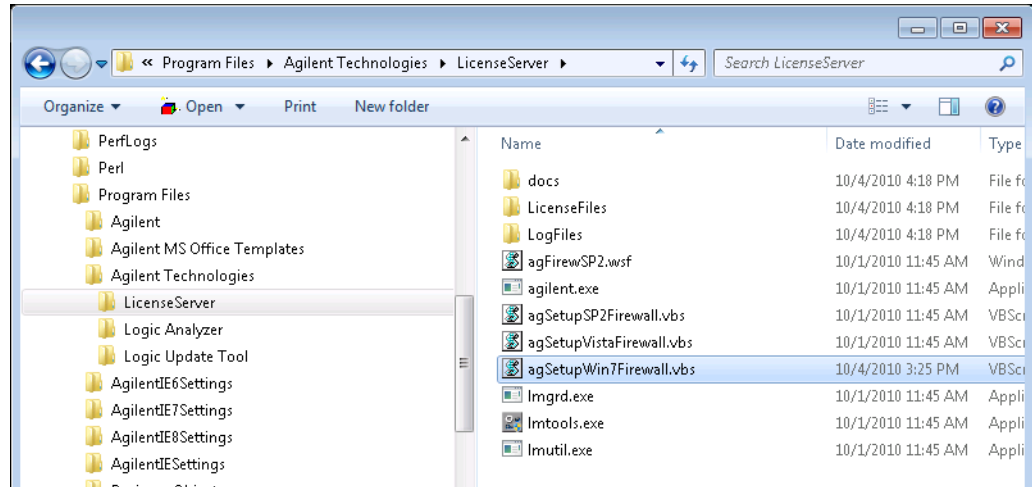 « Program Files ▸ Agilent Technologies ▸ LicenseServer ▸
Search LicenseServer
Organize Open Print New folder
PerfLogs
Perl
Program Files
Agilent
Agilent MS Office Templates
Agilent Technologies
LicenseServer
Logic Analyzer
Logic Update Tool
AgilentIE6Settings
AgilentIE7Settings
AgilentIE8Settings
AgilentIESettings
Name Date modified Type
docs 10/4/2010 4:18 PM File fo
LicenseFiles 10/4/2010 4:18 PM File fo
LogFiles 10/4/2010 4:18 PM File fo
agFirewSP2.wsf 10/1/2010 11:45 AM Wind
agilent.exe 10/1/2010 11:45 AM Appli
agSetupSP2Firewall.vbs 10/1/2010 11:45 AM VBScr
agSetupVistaFirewall.vbs 10/1/2010 11:45 AM VBScr
agSetupWin7Firewall.vbs 10/4/2010 3:25 PM VBScr
lmgrd.exe 10/1/2010 11:45 AM Appli
lmtools.exe 10/1/2010 11:45 AM Appli
lmutil.exe 10/1/2010 11:45 AM Appli